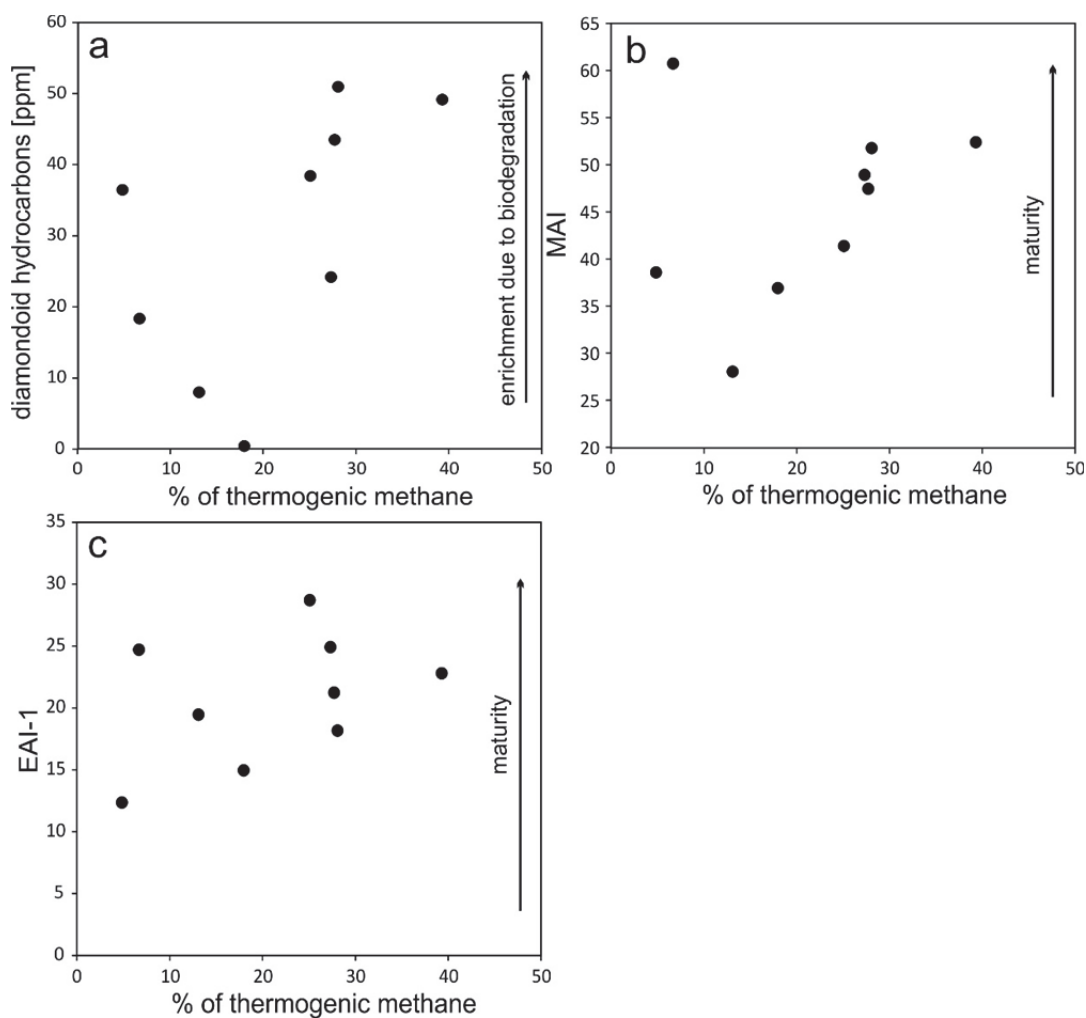 a
diamondoid hydrocarbons [ppm]
60
50
40
30
20
10
0
0 10 20 30 40 50
% of thermogenic methane
enrichment due to biodegradation
b
MAI
65
60
55
50
45
40
35
30
25
20
0 10 20 30 40 50
% of thermogenic methane
maturity
c
EAI-1
35
30
25
20
15
10
5
0
0 10 20 30 40 50
% of thermogenic methane
maturity